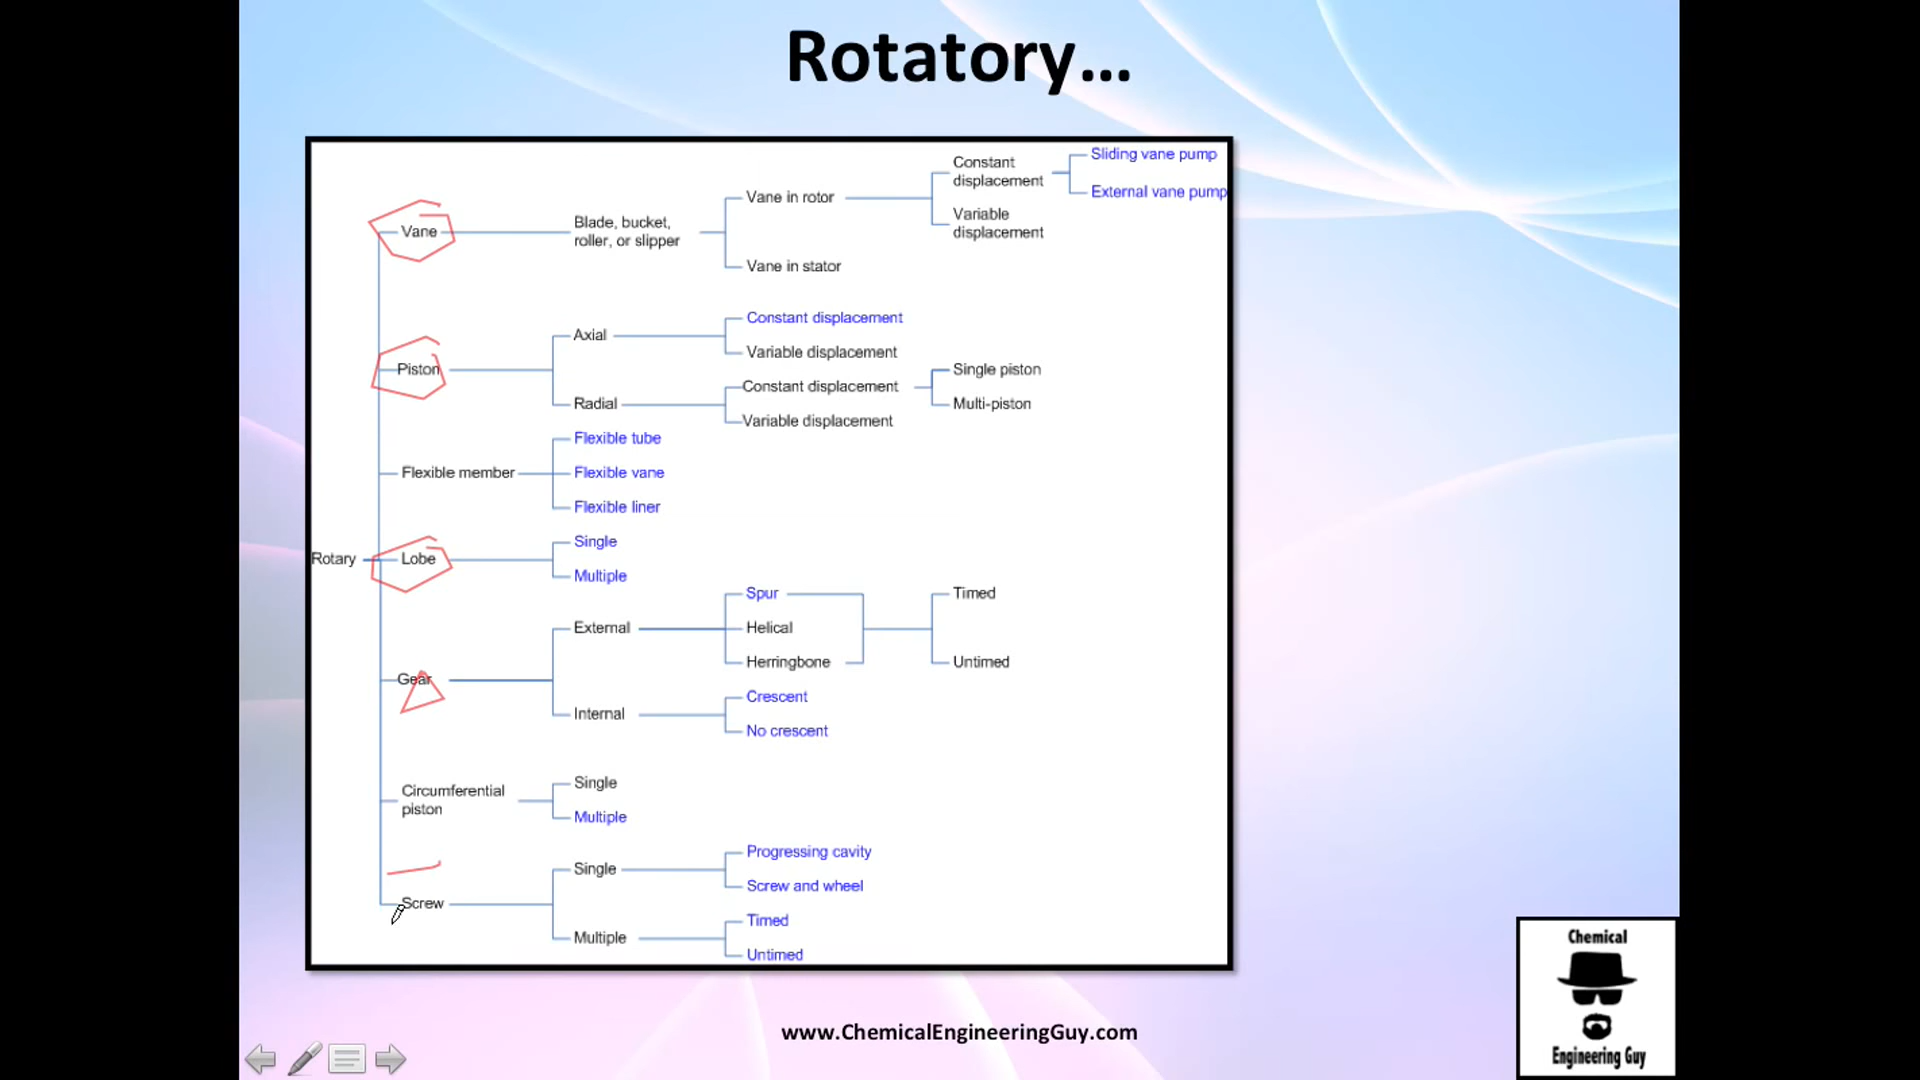 Rotatory...
Sliding vane pump
Constant
displacement
External vane pump
Vane in rotor
Variable
displacement
Vane
Blade, bucket,
roller, or slipper
Vane in stator
Constant displacement
Axial
Variable displacement
Piston
Single piston
Constant displacement
Radial
Multi-piston
Variable displacement
Flexible tube
Flexible member
Flexible vane
Flexible liner
Single
Rotary
Lobe
Multiple
Spur
Timed
External
Helical
Herringbone
Untimed
Gear
Crescent
Internal
No crescent
Circumferential
piston
Single
Multiple
Progressing cavity
Single
Screw and wheel
Screw
Timed
Multiple
Untimed
www.ChemicalEngineeringGuy.com
Chemical
Engineering Guy